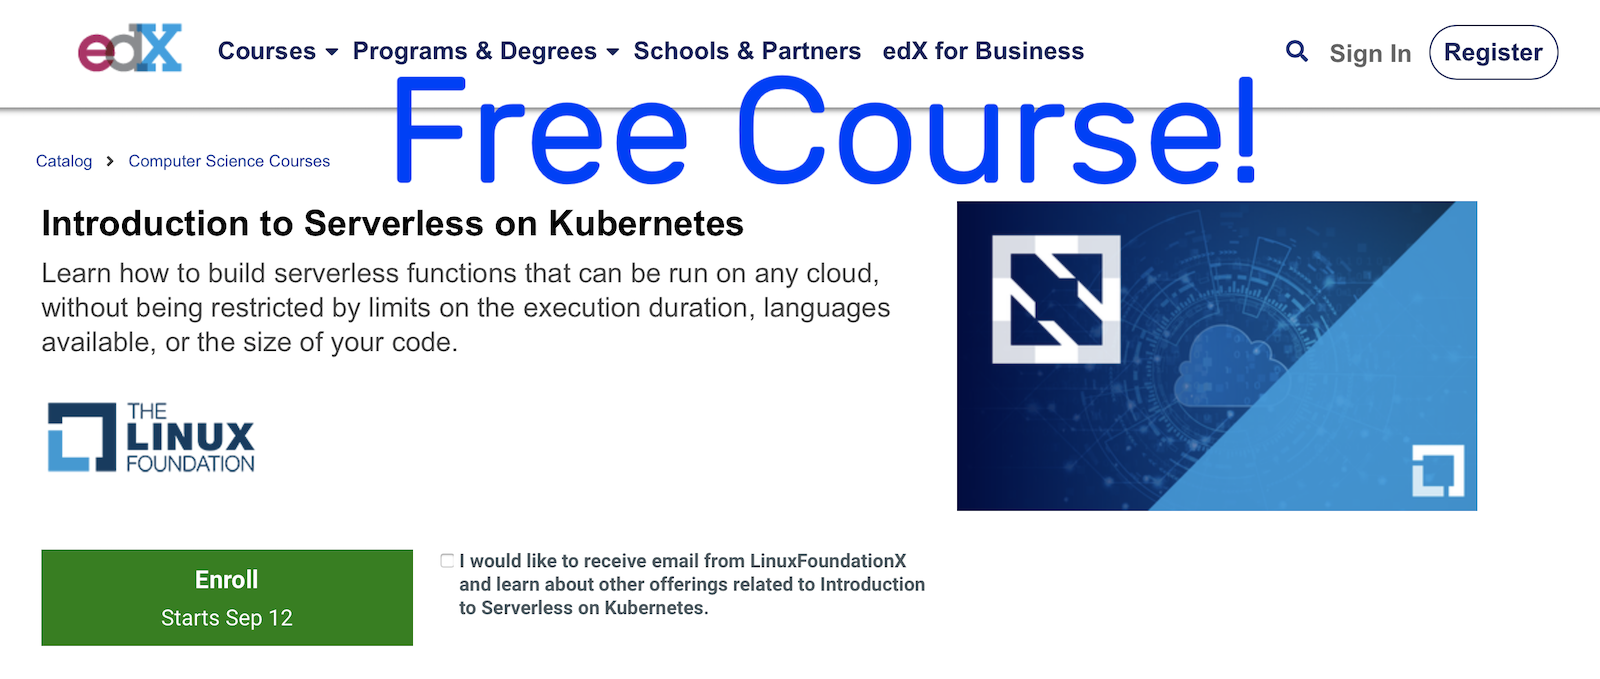 edX
Courses Programs & Degrees Schools & Partners edX for Business Sign In Register
Free Course!
Catalog > Computer Science Courses
Introduction to Serverless on Kubernetes
Learn how to build serverless functions that can be run on any cloud,
without being restricted by limits on the execution duration, languages
available, or the size of your code.
THE
LINUX
FOUNDATION
Enroll
Starts Sep 12
I would like to receive email from LinuxFoundationX
and learn about other offerings related to Introduction
to Serverless on Kubernetes.